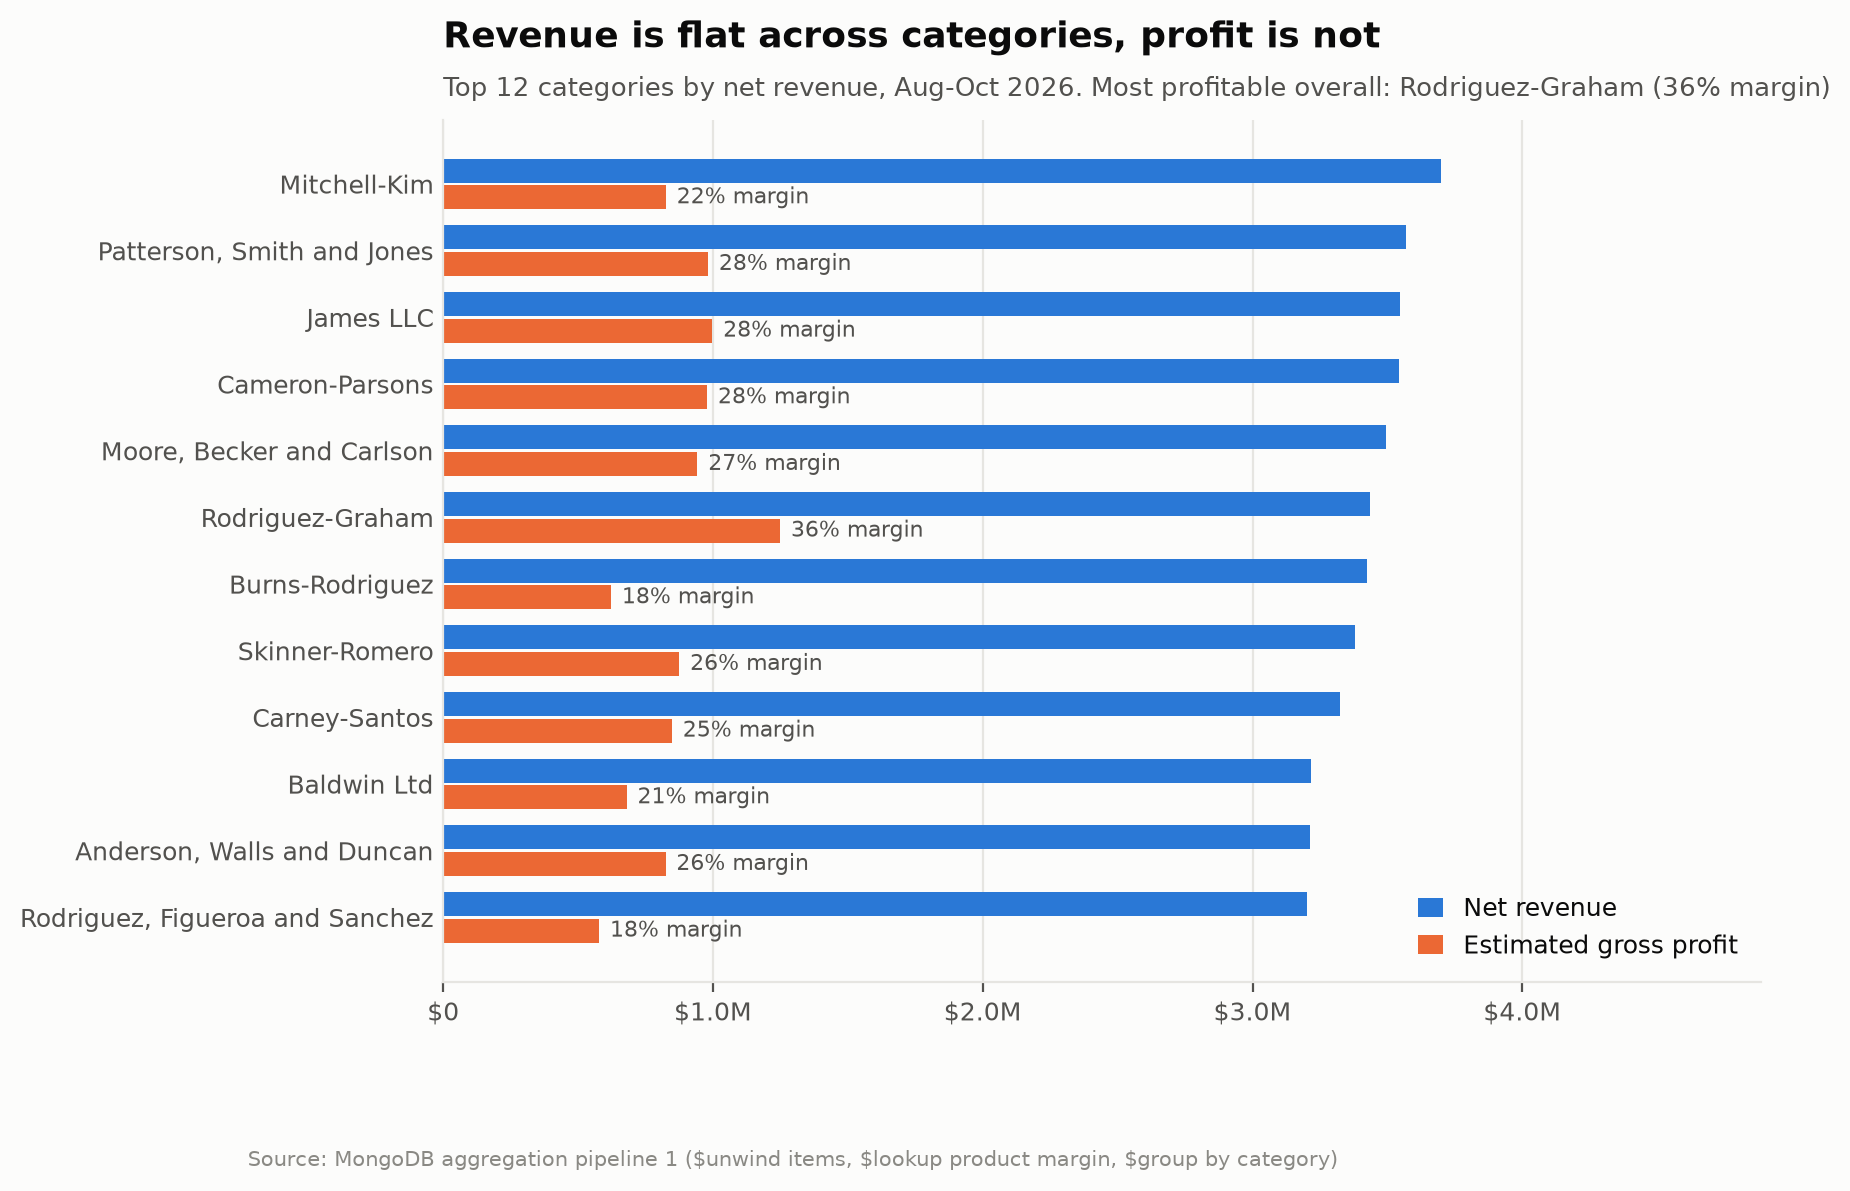 Revenue is flat across categories, profit is not
Top 12 categories by net revenue, Aug-Oct 2026. Most profitable overall: Rodriguez-Graham (36% margin)
Mitchell-Kim
22% margin
Patterson, Smith and Jones
28% margin
James LLC
28% margin
Cameron-Parsons
28% margin
Moore, Becker and Carlson
27% margin
Rodriguez-Graham
36% margin
Burns-Rodriguez
18% margin
Skinner-Romero
26% margin
Carney-Santos
25% margin
Baldwin Ltd
21% margin
Anderson, Walls and Duncan
26% margin
Rodriguez, Figueroa and Sanchez
18% margin
Net revenue
Estimated gross profit
$0 $1.0M $2.0M $3.0M $4.0M
Source: MongoDB aggregation pipeline 1 ($unwind items, $lookup product margin, $group by category)